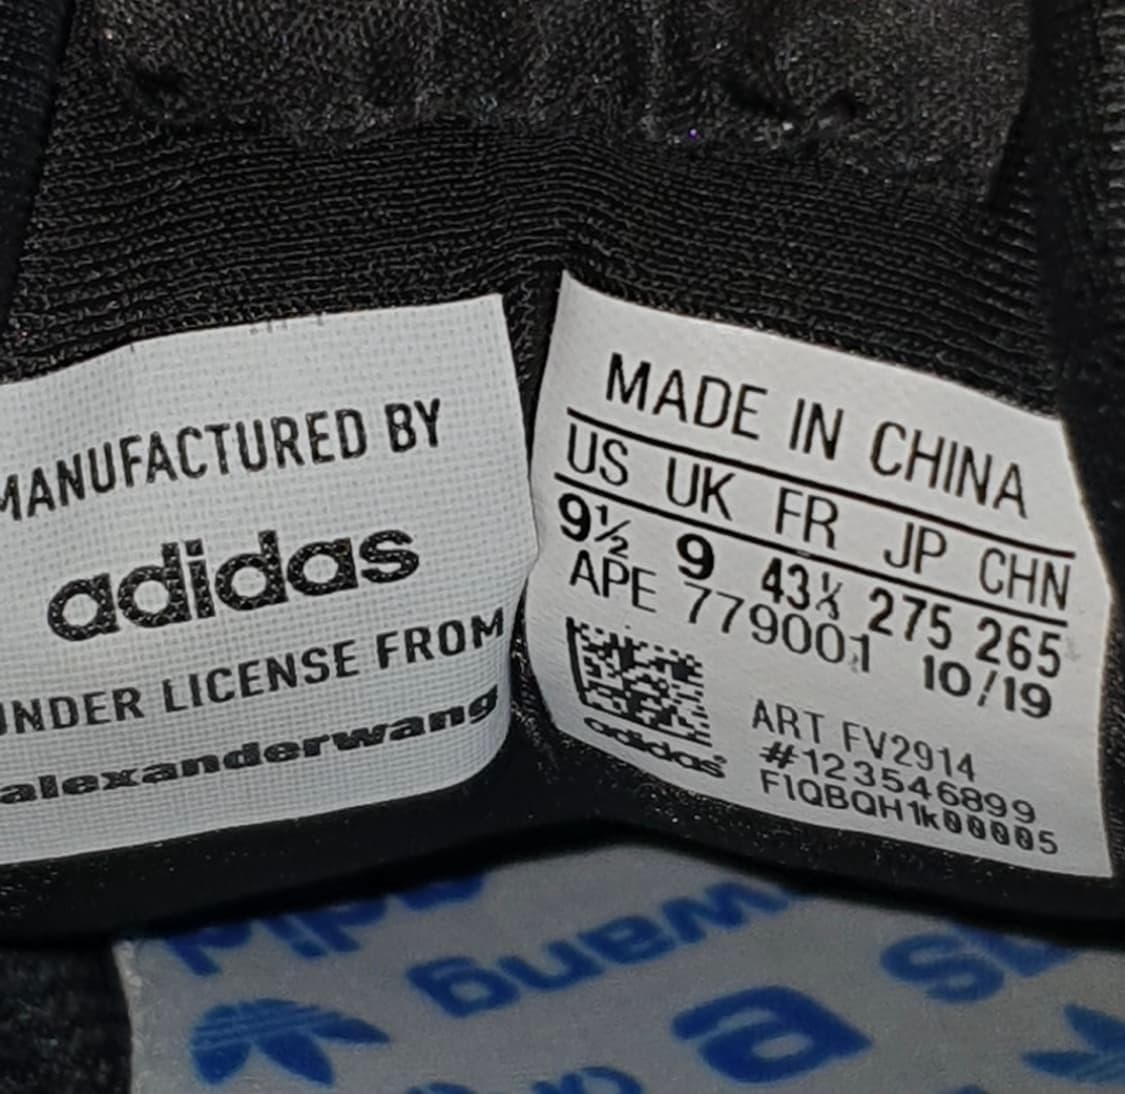 MANUFACTURED BY
adidas
UNDER LICENSE FROM
alexanderwang
MADE IN CHINA
US UK FR JP CHN
9½ 9 43⅓ 275 265
APE 779001 10/19
adidas
ART FV2914
#123546899
F1QBQH1k00005
wang